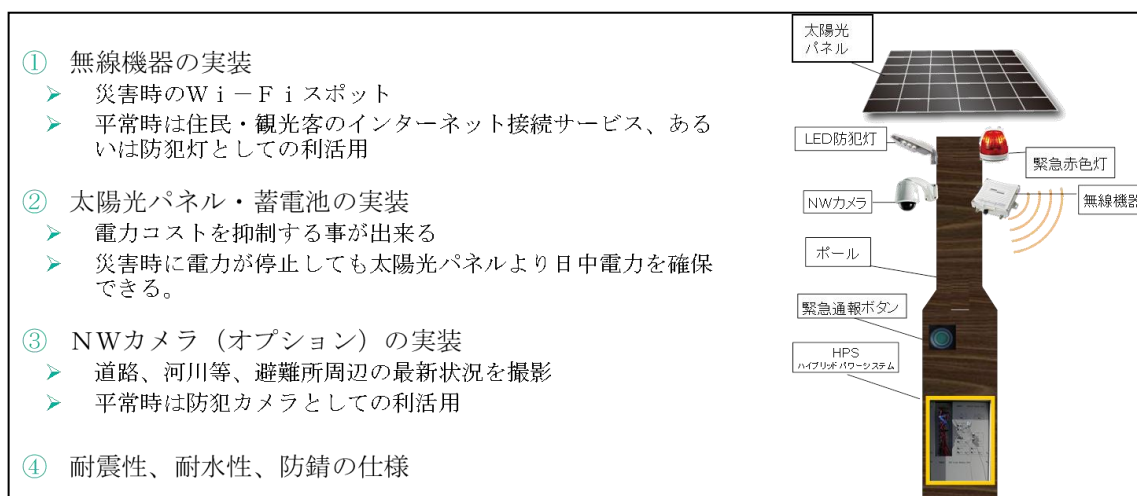 ① 無線機器の実装
➤ 災害時のWi－Fiスポット
➤ 平常時は住民・観光客のインターネット接続サービス、ある
いは防犯灯としての利活用
② 太陽光パネル・蓄電池の実装
➤ 電力コストを抑制する事が出来る
➤ 災害時に電力が停止しても太陽光パネルより日中電力を確保
できる。
③ NWカメラ（オプション）の実装
➤ 道路、河川等、避難所周辺の最新状況を撮影
➤ 平常時は防犯カメラとしての利活用
④ 耐震性、耐水性、防錆の仕様
太陽光
パネル
LED防犯灯
緊急赤色灯
NWカメラ
無線機器
ポール
緊急通報ボタン
HPS
ハイブリッドパワーシステム